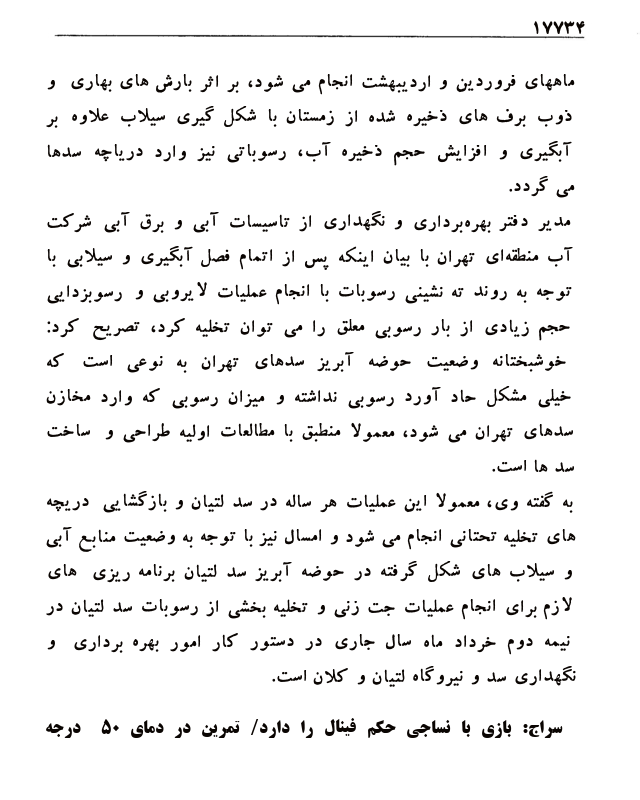 ۱۷۷۳۴
ماههای فروردین و اردیبهشت انجام می شود، بر اثر بارش های بهاری و
ذوب برف های ذخیره شده از زمستان با شکل گیری سیلاب علاوه بر
آبگیری و افزایش حجم ذخیره آب، رسوباتی نیز وارد دریاچه سدها
می گردد.
مدیر دفتر بهره‌برداری و نگهداری از تاسیسات آبی و برق آبی شرکت
آب منطقه‌ای تهران با بیان اینکه پس از اتمام فصل آبگیری و سیلابی با
توجه به روند ته نشینی رسوبات با انجام عملیات لایروبی و رسوبزدایی
حجم زیادی از بار رسوبی معلق را می توان تخلیه کرد، تصریح کرد:
خوشبختانه وضعیت حوضه آبریز سدهای تهران به نوعی است که
خیلی مشکل حاد آورد رسوبی نداشته و میزان رسوبی که وارد مخازن
سدهای تهران می شود، معمولا منطبق با مطالعات اولیه طراحی و ساخت
سد ها است.
به گفته وی، معمولا این عملیات هر ساله در سد لتیان و بازگشایی دریچه
های تخلیه تحتانی انجام می شود و امسال نیز با توجه به وضعیت منابع آبی
و سیلاب های شکل گرفته در حوضه آبریز سد لتیان برنامه ریزی های
لازم برای انجام عملیات جت زنی و تخلیه بخشی از رسوبات سد لتیان در
نیمه دوم خرداد ماه سال جاری در دستور کار امور بهره برداری و
نگهداری سد و نیروگاه لتیان و کلان است.
سراج: بازی با نساجی حکم فینال را دارد/ تمرین در دمای ۵۰ درجه